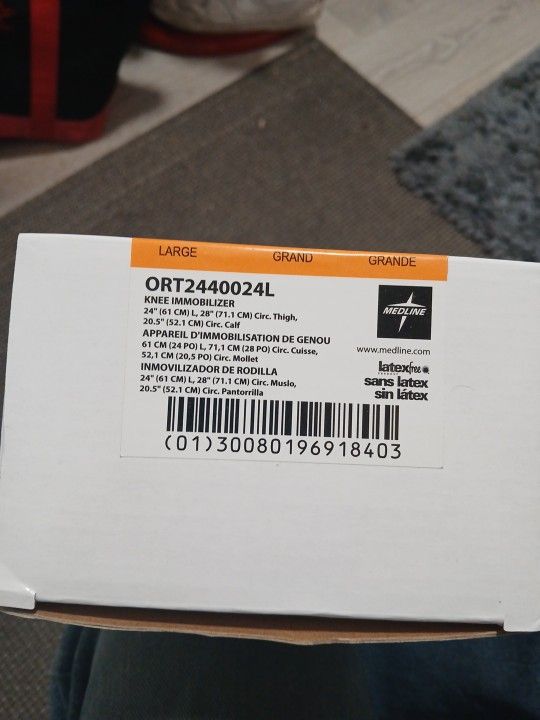 LARGE GRAND GRANDE
ORT2440024L
KNEE IMMOBILIZER
24" (61 CM) L, 28" (71.1 CM) Circ. Thigh,
20.5" (52.1 CM) Circ. Calf
APPAREIL D'IMMOBILISATION DE GENOU
61 CM (24 PO) L, 71,1 CM (28 PO) Circ. Cuisse,
52,1 CM (20,5 PO) Circ. Mollet
INMOVILIZADOR DE RODILLA
24" (61 CM) L, 28" (71.1 CM) Circ. Muslo,
20.5" (52.1 CM) Circ. Pantorrilla
MEDLINE
www.medline.com
latexfree
sans latex
sin látex
(01)30080196918403